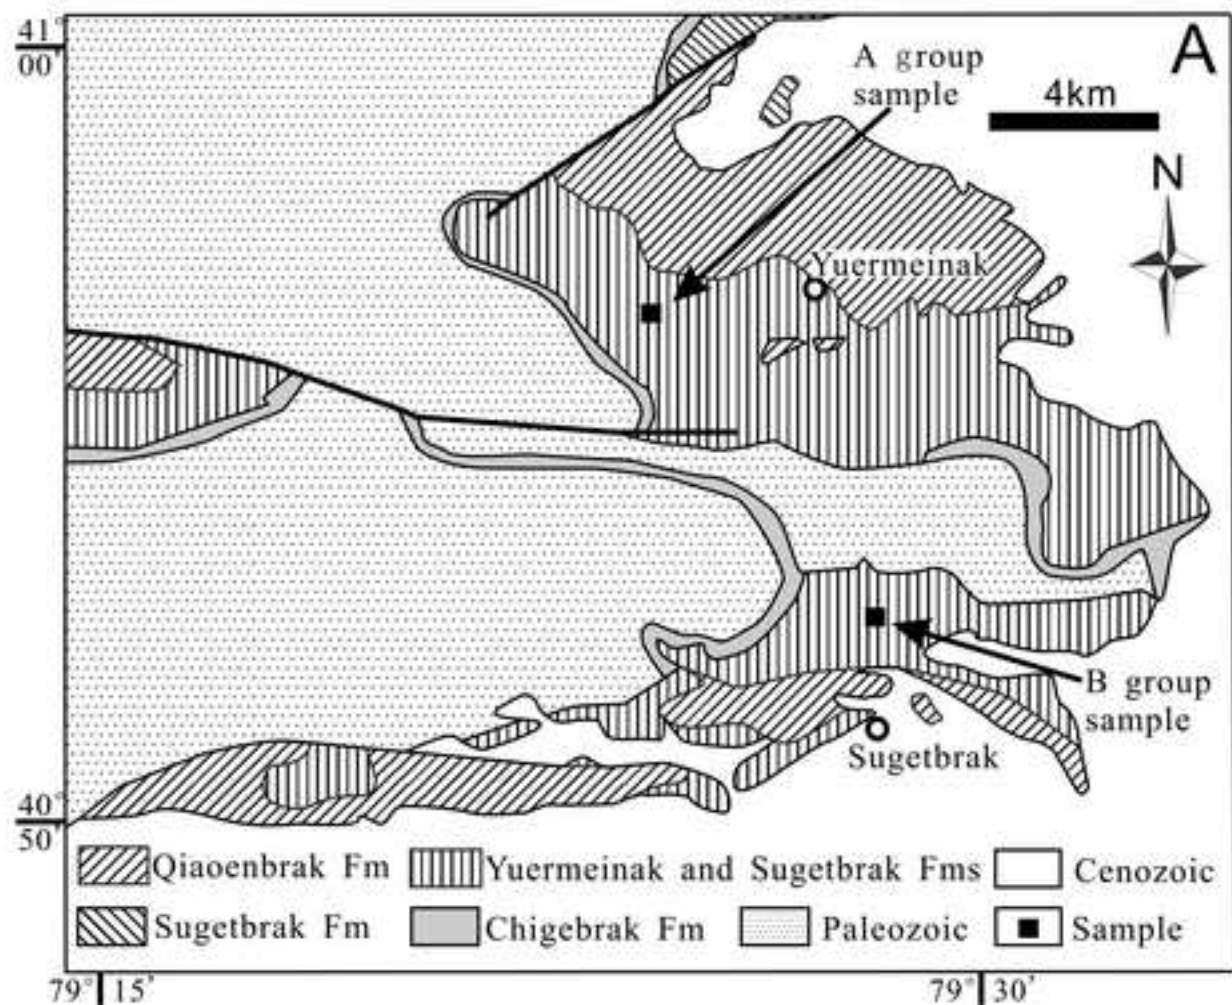 41°
00'
A
A group
sample
4km
N
Yuermeinak
B group
sample
Sugetbrak
40°
50'
Qiaoenbrak Fm
Yuermeinak and Sugetbrak Fms
Cenozoic
Sugetbrak Fm
Chigebrak Fm
Paleozoic
Sample
79° 15'
79° 30'